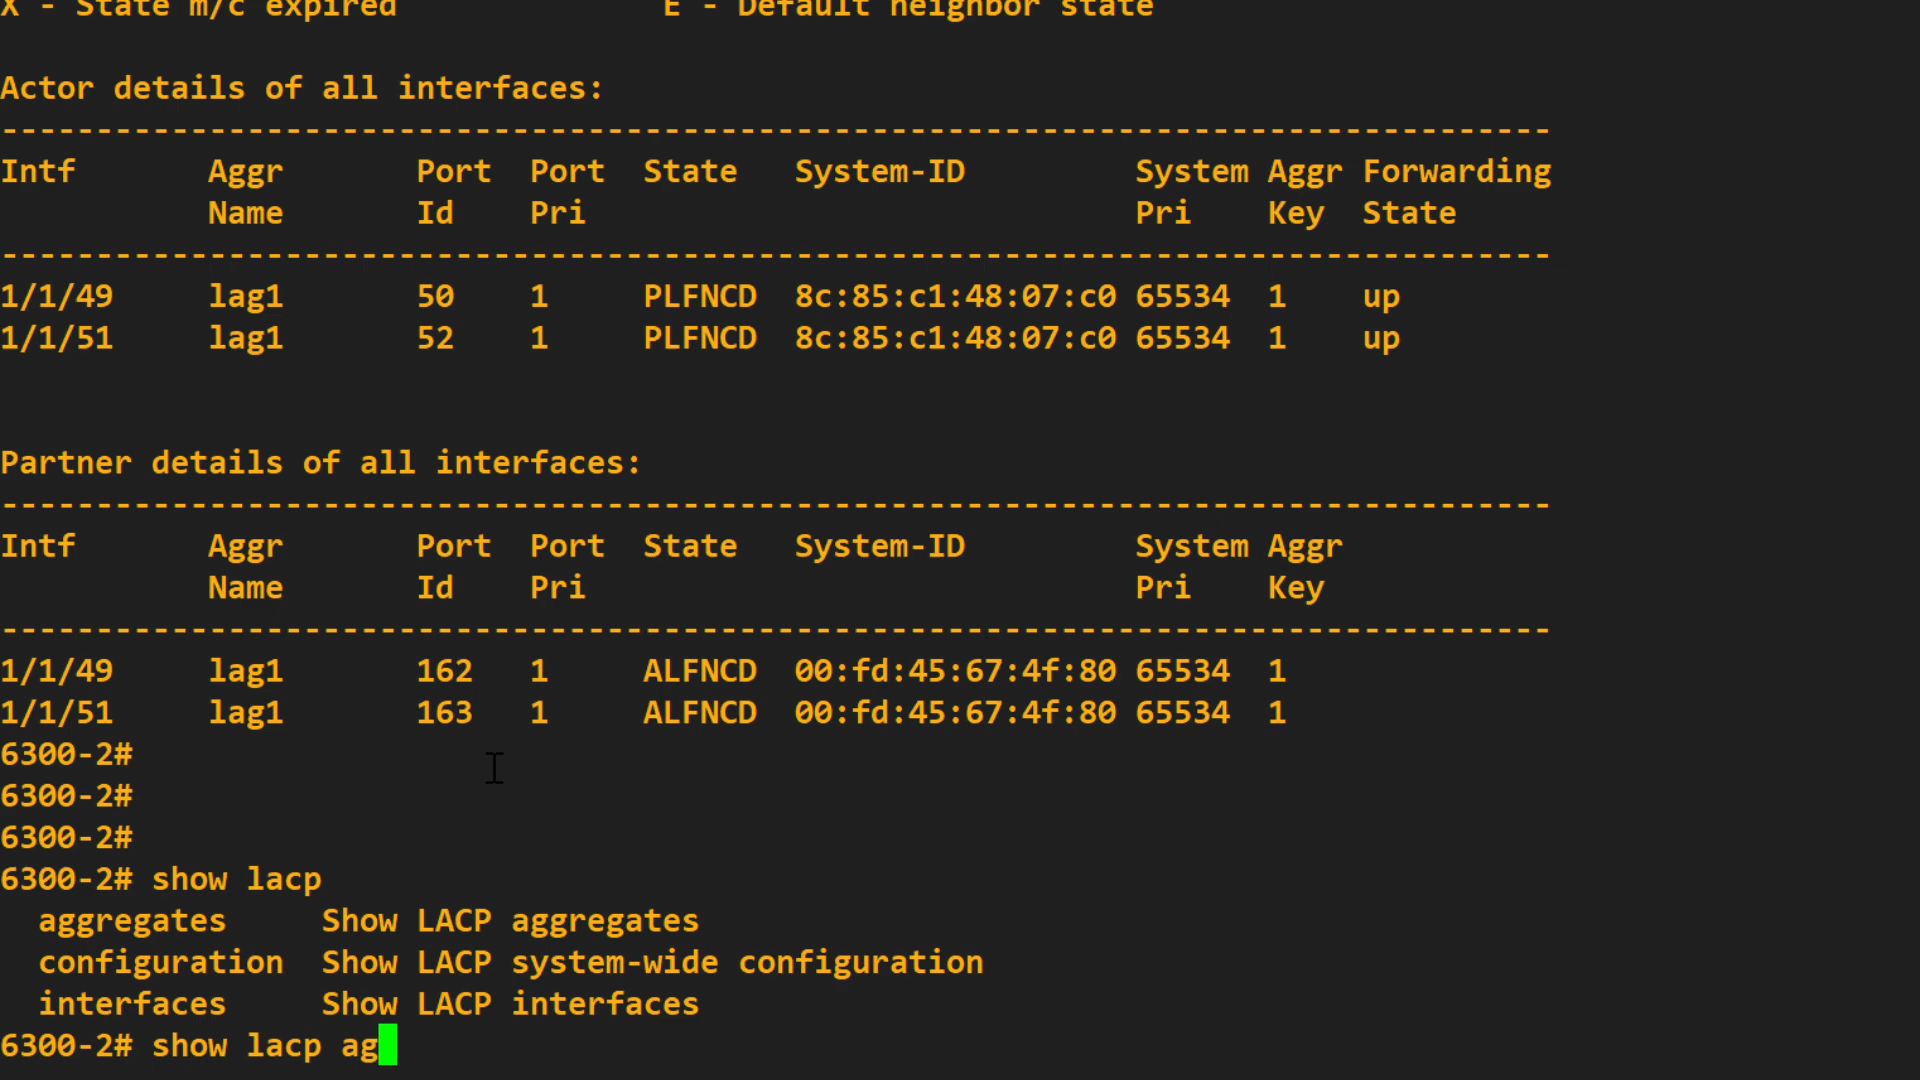 X - State m/c expired              E - Default neighbor state
Actor details of all interfaces:
----------------------------------------------------------------------------------
Intf       Aggr       Port  Port  State   System-ID         System Aggr Forwarding
           Name       Id    Pri                             Pri    Key  State
----------------------------------------------------------------------------------
1/1/49     lag1       50    1     PLFNCD  8c:85:c1:48:07:c0 65534  1    up
1/1/51     lag1       52    1     PLFNCD  8c:85:c1:48:07:c0 65534  1    up
Partner details of all interfaces:
----------------------------------------------------------------------------------
Intf       Aggr       Port  Port  State   System-ID         System Aggr
           Name       Id    Pri                             Pri    Key
----------------------------------------------------------------------------------
1/1/49     lag1       162   1     ALFNCD  00:fd:45:67:4f:80 65534  1
1/1/51     lag1       163   1     ALFNCD  00:fd:45:67:4f:80 65534  1
6300-2#
6300-2#
6300-2#
6300-2# show lacp
  aggregates     Show LACP aggregates
  configuration  Show LACP system-wide configuration
  interfaces     Show LACP interfaces
6300-2# show lacp ag